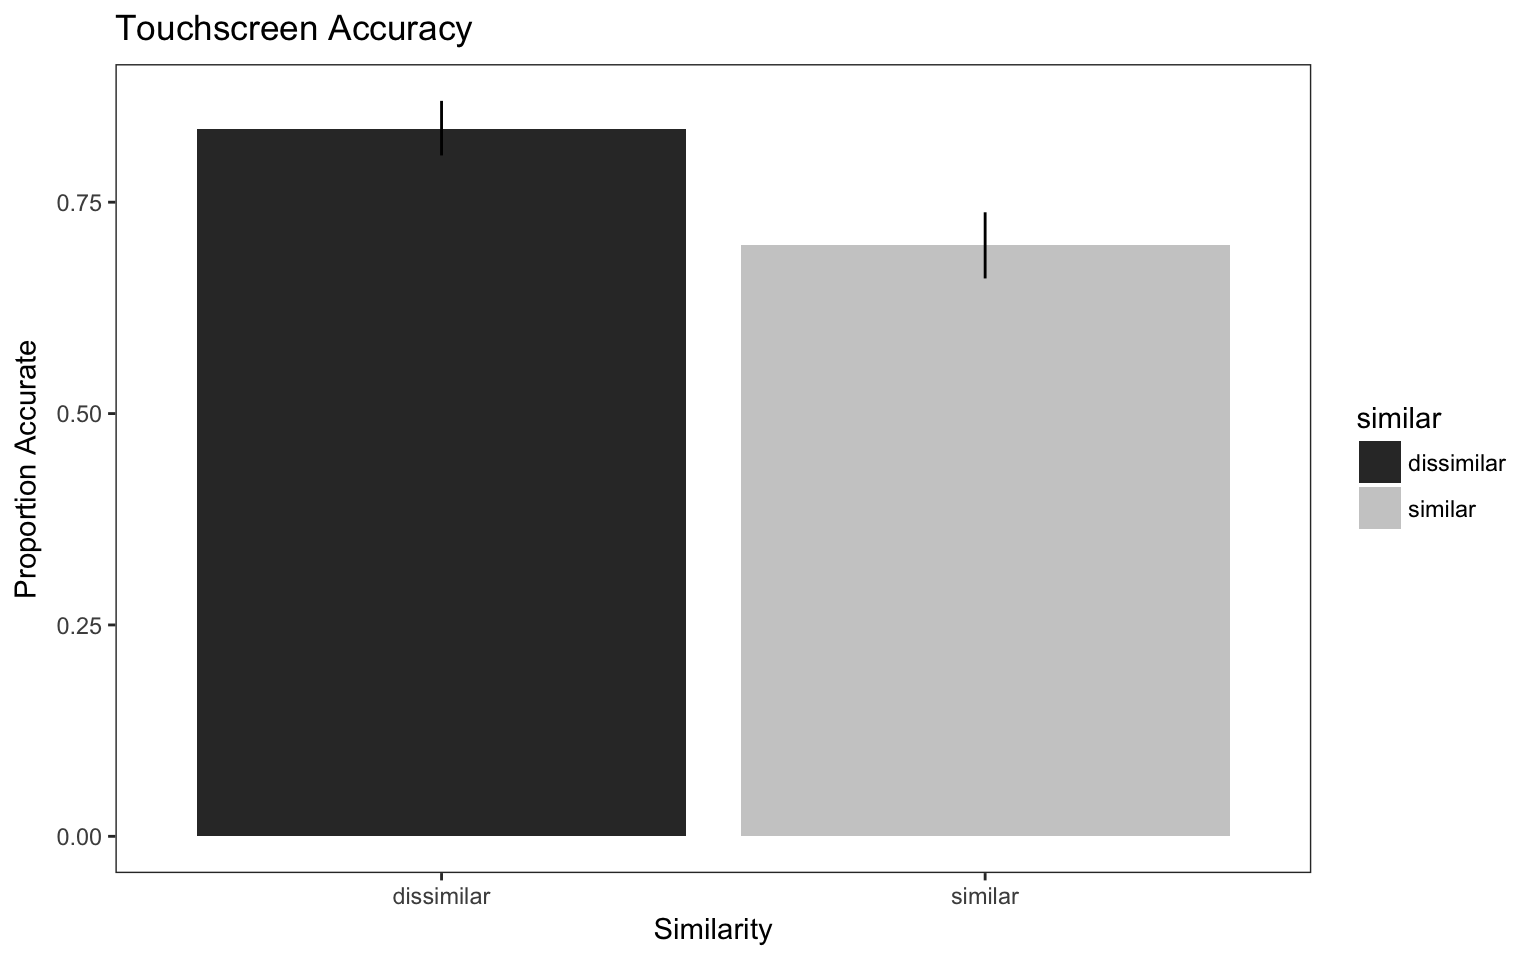 Touchscreen Accuracy
Proportion Accurate
0.75
0.50
0.25
0.00
dissimilar
similar
Similarity
similar
dissimilar
similar